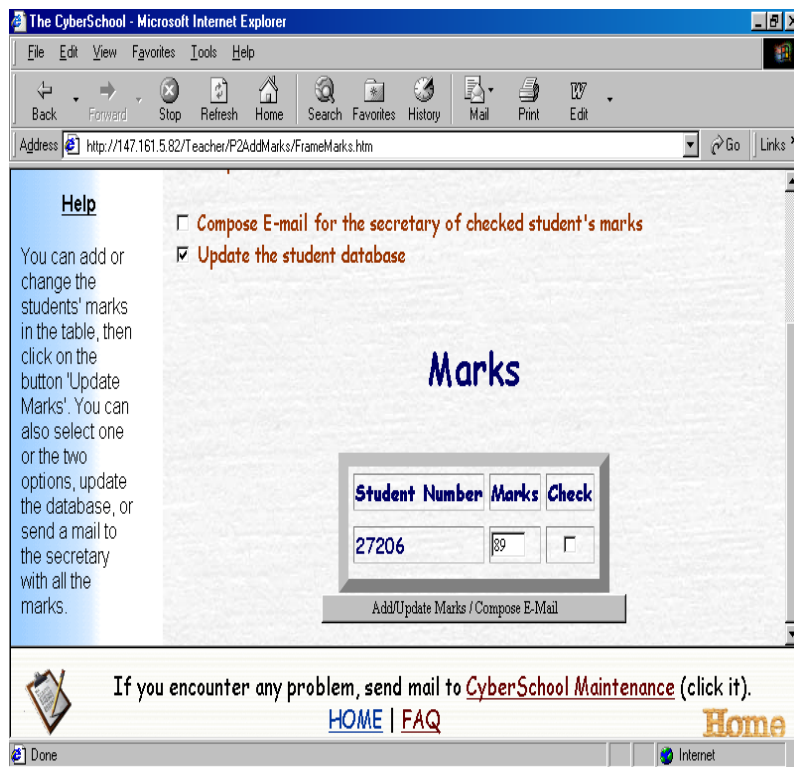 The CyberSchool - Microsoft Internet Explorer
File Edit View Favorites Tools Help
Back Forward Stop Refresh Home Search Favorites History Mail Print Edit
Address http://147.161.5.82/Teacher/P2AddMarks/FrameMarks.htm Go Links
Help
You can add or
change the
students' marks
in the table, then
click on the
button 'Update
Marks'. You can
also select one
or the two
options, update
the database, or
send a mail to
the secretary
with all the
marks.
Compose E-mail for the secretary of checked student's marks
Update the student database
Marks
Student Number Marks Check
27206 89
Add/Update Marks / Compose E-Mail
If you encounter any problem, send mail to CyberSchool Maintenance (click it).
HOME | FAQ
Home
Done Internet